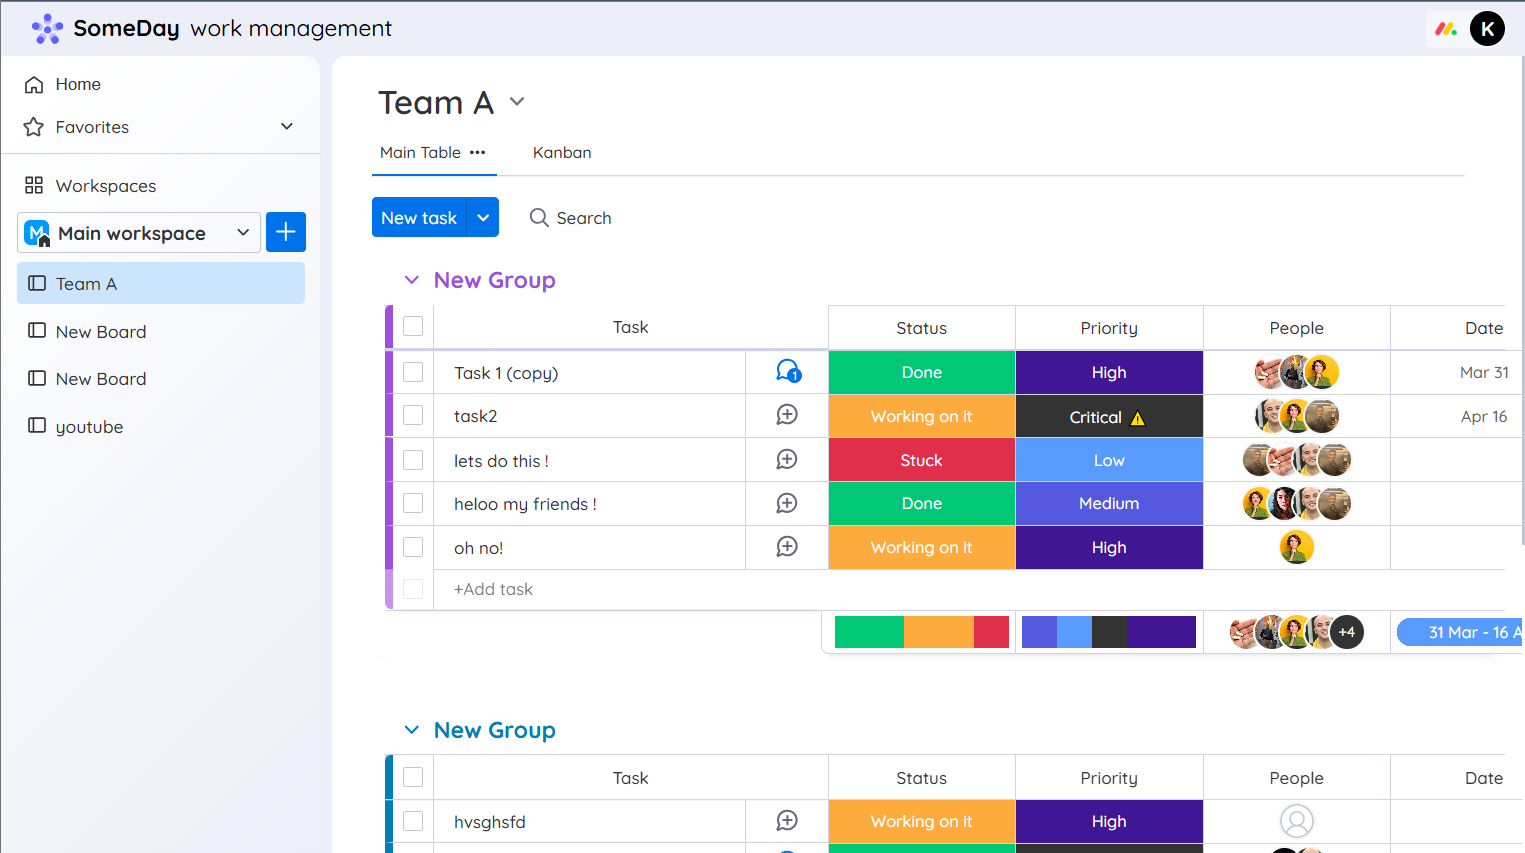 SomeDay work management
K
Home
Favorites
Workspaces
M Main workspace
Team A
New Board
New Board
youtube
Team A
Main Table ••• Kanban
New task Search
New Group
Task Status Priority People Date
Task 1 (copy) 1 Done High Mar 31
task2 Working on it Critical Apr 16
lets do this ! Stuck Low
heloo my friends ! Done Medium
oh no! Working on it High
+Add task
+4 31 Mar - 16 A
New Group
Task Status Priority People Date
hvsghsfd Working on it High